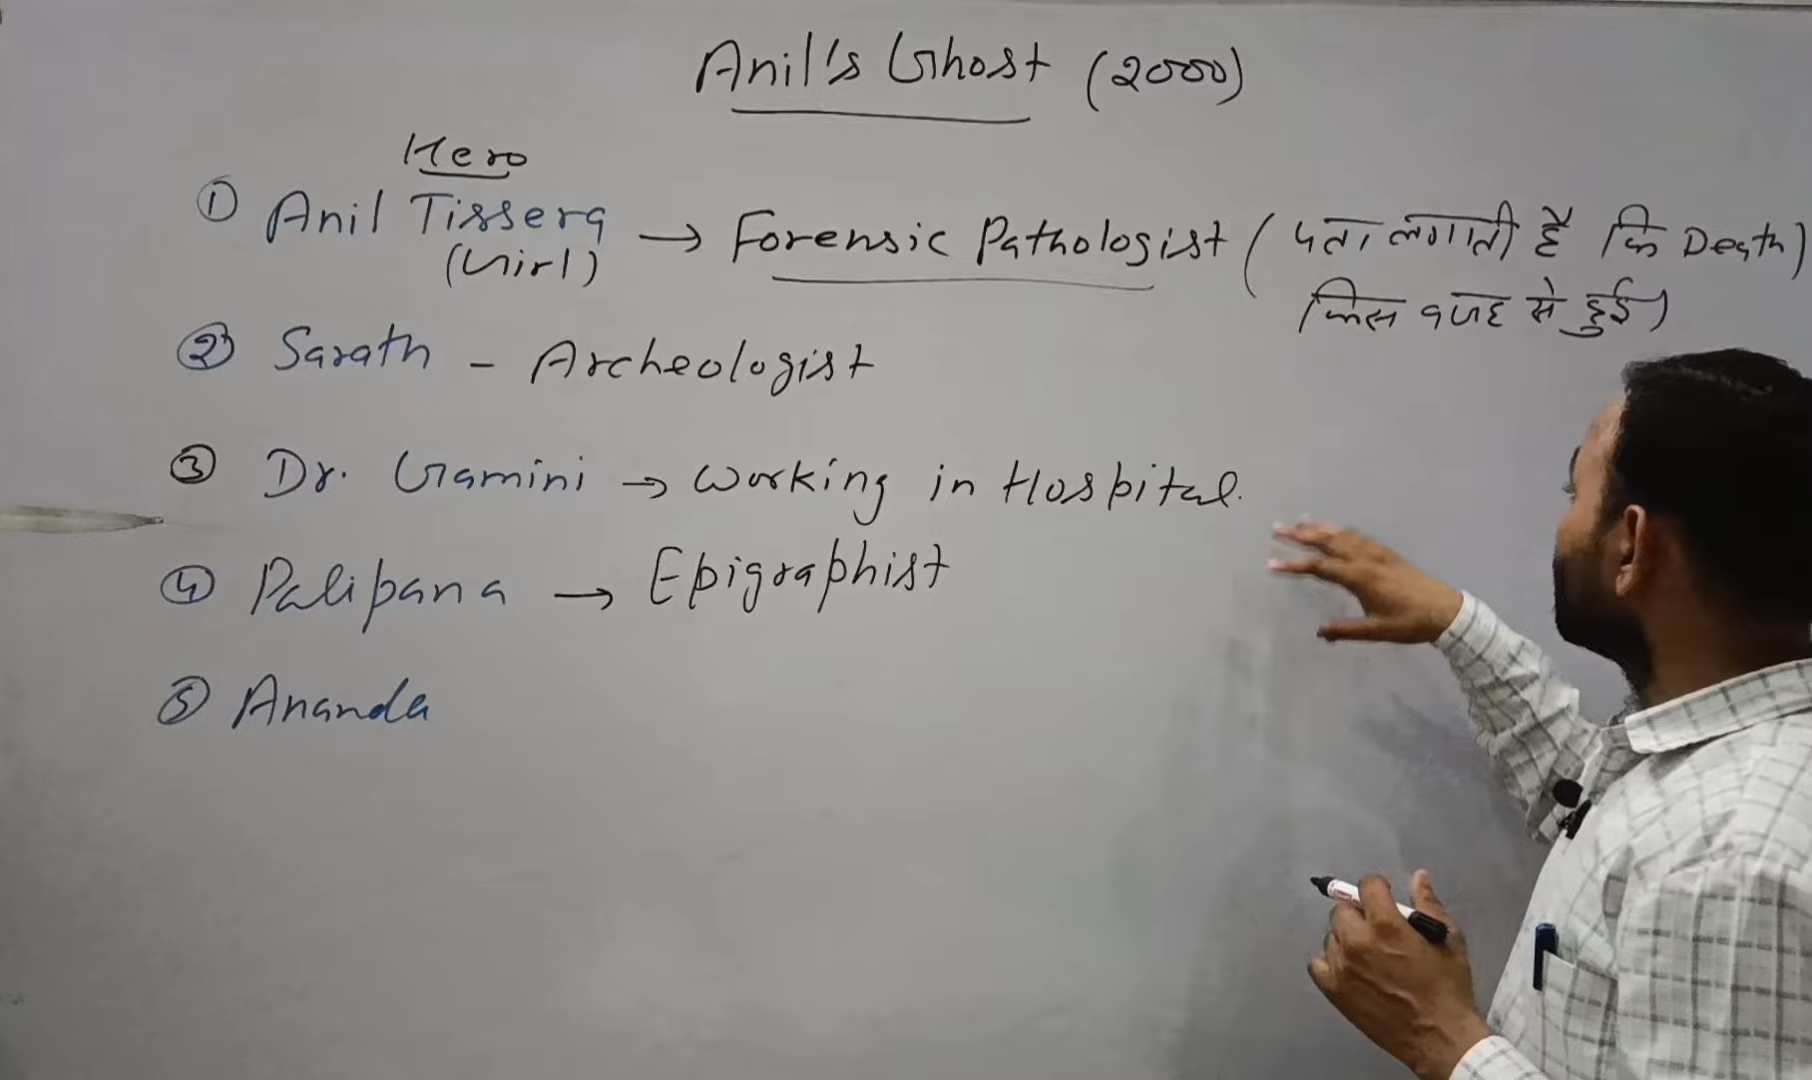 Anil's Ghost (2000)
Hero
① Anil Tissera → Forensic Pathologist ( पता लगाती है कि Death)
(Girl) किस वजह से हुई)
② Sarath - Archeologist
③ Dr. Gamini → Working in Hospital.
④ Palipana → Epigraphist
⑤ Ananda